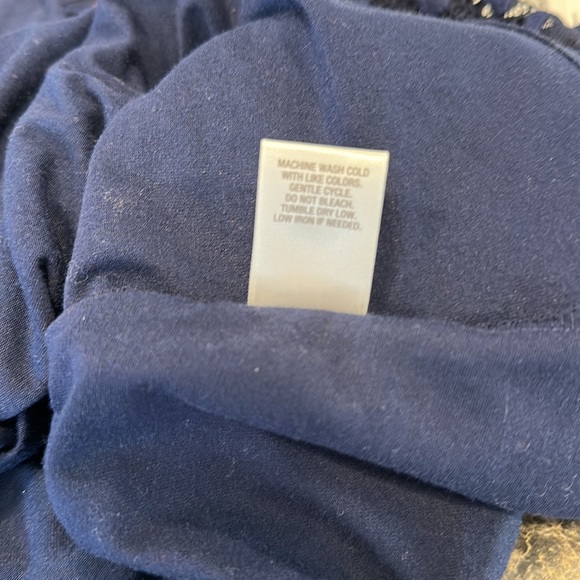 MACHINE WASH COLD
WITH LIKE COLORS.
GENTLE CYCLE.
DO NOT BLEACH.
TUMBLE DRY LOW.
LOW IRON IF NEEDED.